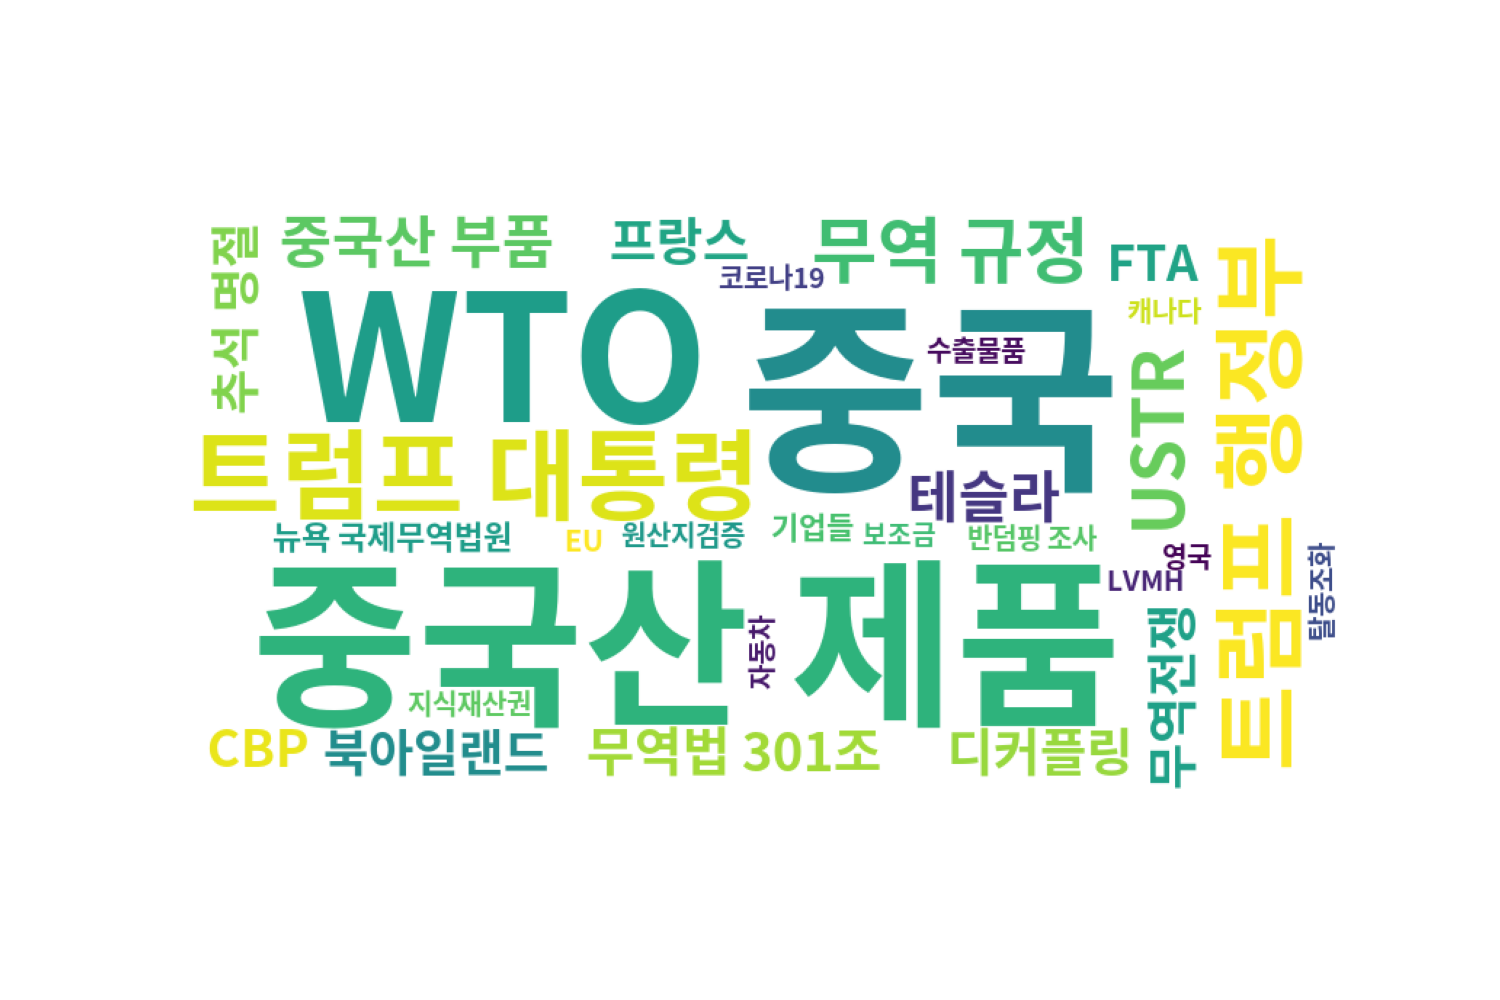 추석 명절
중국산 부품
프랑스
코로나19
무역 규정
FTA
캐나다
트럼프 행정부
WTO
중국
수출물품
USTR
트럼프 대통령
테슬라
뉴욕 국제무역법원
EU
원산지검증
기업들
보조금
반덤핑 조사
영국
LVMH
탈동조화
중국산 제품
자동차
지식재산권
무역전쟁
CBP
북아일랜드
무역법 301조
디커플링